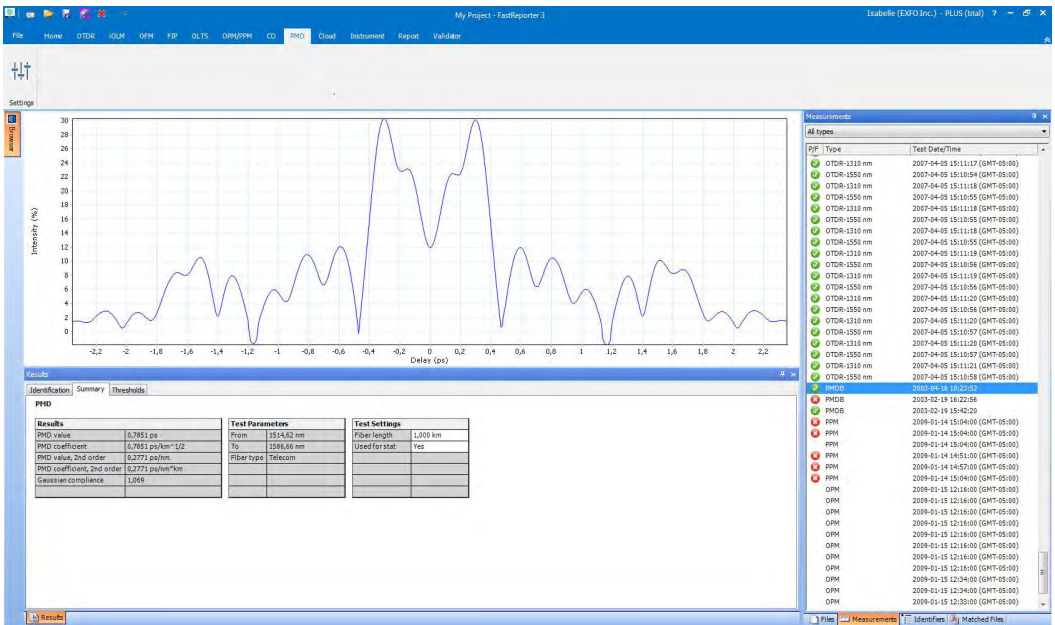 My Project - FastReporter 3
Isabelle (EXFO Inc.) - PLUS (trial) ?
File Home OTDR iOLM OFM FIP OLTS OPM/PPM CD PMD Cloud Instrument Report Validator
Settings
Browser
Intensity (%)
30
28
26
24
22
20
18
16
14
12
10
8
6
4
2
0
-2,2 -2 -1,8 -1,6 -1,4 -1,2 -1 -0,8 -0,6 -0,4 -0,2 0 0,2 0,4 0,6 0,8 1 1,2 1,4 1,6 1,8 2 2,2
Delay (ps)
Results
Identification Summary Thresholds
PMD
Results
PMD value 0,7851 ps
PMD coefficient 0,7851 ps/km^1/2
PMD value, 2nd order 0,2771 ps/nm
PMD coefficient, 2nd order 0,2771 ps/nm*km
Gaussian compliance 1,069
Test Parameters
From 1514,62 nm
To 1586,66 nm
Fiber type Telecom
Test Settings
Fiber length 1,000 km
Used for stat Yes
Results
Measurements
All types
P/F Type Test Date/Time
OTDR-1310 nm 2007-04-05 15:11:17 (GMT-05:00)
OTDR-1550 nm 2007-04-05 15:10:54 (GMT-05:00)
OTDR-1310 nm 2007-04-05 15:11:18 (GMT-05:00)
OTDR-1550 nm 2007-04-05 15:10:55 (GMT-05:00)
OTDR-1310 nm 2007-04-05 15:11:18 (GMT-05:00)
OTDR-1550 nm 2007-04-05 15:10:55 (GMT-05:00)
OTDR-1310 nm 2007-04-05 15:11:18 (GMT-05:00)
OTDR-1550 nm 2007-04-05 15:10:55 (GMT-05:00)
OTDR-1310 nm 2007-04-05 15:11:19 (GMT-05:00)
OTDR-1550 nm 2007-04-05 15:10:56 (GMT-05:00)
OTDR-1310 nm 2007-04-05 15:11:19 (GMT-05:00)
OTDR-1550 nm 2007-04-05 15:10:56 (GMT-05:00)
OTDR-1310 nm 2007-04-05 15:11:20 (GMT-05:00)
OTDR-1550 nm 2007-04-05 15:10:56 (GMT-05:00)
OTDR-1310 nm 2007-04-05 15:11:20 (GMT-05:00)
OTDR-1550 nm 2007-04-05 15:10:57 (GMT-05:00)
OTDR-1310 nm 2007-04-05 15:11:20 (GMT-05:00)
OTDR-1550 nm 2007-04-05 15:10:57 (GMT-05:00)
OTDR-1310 nm 2007-04-05 15:11:21 (GMT-05:00)
OTDR-1550 nm 2007-04-05 15:10:58 (GMT-05:00)
PMDB 2003-04-16 10:23:52
PMDB 2003-02-19 16:22:56
PMDB 2003-02-19 15:42:20
PPM 2009-01-14 15:04:00 (GMT-05:00)
PPM 2009-01-14 15:04:00 (GMT-05:00)
PPM 2009-01-14 15:04:00 (GMT-05:00)
PPM 2009-01-14 14:51:00 (GMT-05:00)
PPM 2009-01-14 14:57:00 (GMT-05:00)
PPM 2009-01-14 15:04:00 (GMT-05:00)
OPM 2009-01-15 12:16:00 (GMT-05:00)
OPM 2009-01-15 12:16:00 (GMT-05:00)
OPM 2009-01-15 12:16:00 (GMT-05:00)
OPM 2009-01-15 12:16:00 (GMT-05:00)
OPM 2009-01-15 12:16:00 (GMT-05:00)
OPM 2009-01-15 12:16:00 (GMT-05:00)
OPM 2009-01-15 12:16:00 (GMT-05:00)
OPM 2009-01-15 12:16:00 (GMT-05:00)
OPM 2009-01-15 12:34:00 (GMT-05:00)
OPM 2009-01-15 12:34:00 (GMT-05:00)
OPM 2009-01-15 12:33:00 (GMT-05:00)
Files Measurements Identifiers Matched Files